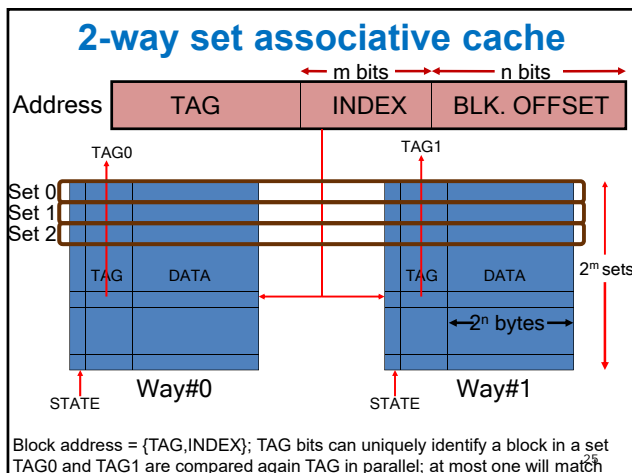 2-way set associative cache
m bits n bits
Address TAG INDEX BLK. OFFSET
TAG0 TAG1
Set 0
Set 1
Set 2
TAG DATA TAG DATA
2^m sets
2^n bytes
Way#0 Way#1
STATE STATE
Block address = {TAG,INDEX}; TAG bits can uniquely identify a block in a set
TAG0 and TAG1 are compared again TAG in parallel; at most one will match
25